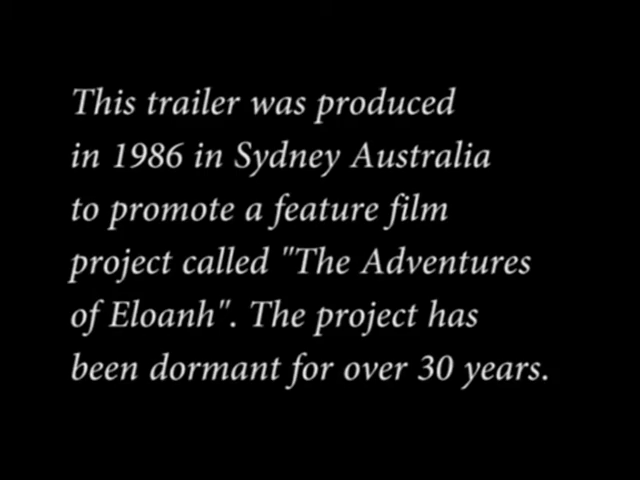 This trailer was produced
in 1986 in Sydney Australia
to promote a feature film
project called "The Adventures
of Eloanh". The project has
been dormant for over 30 years.